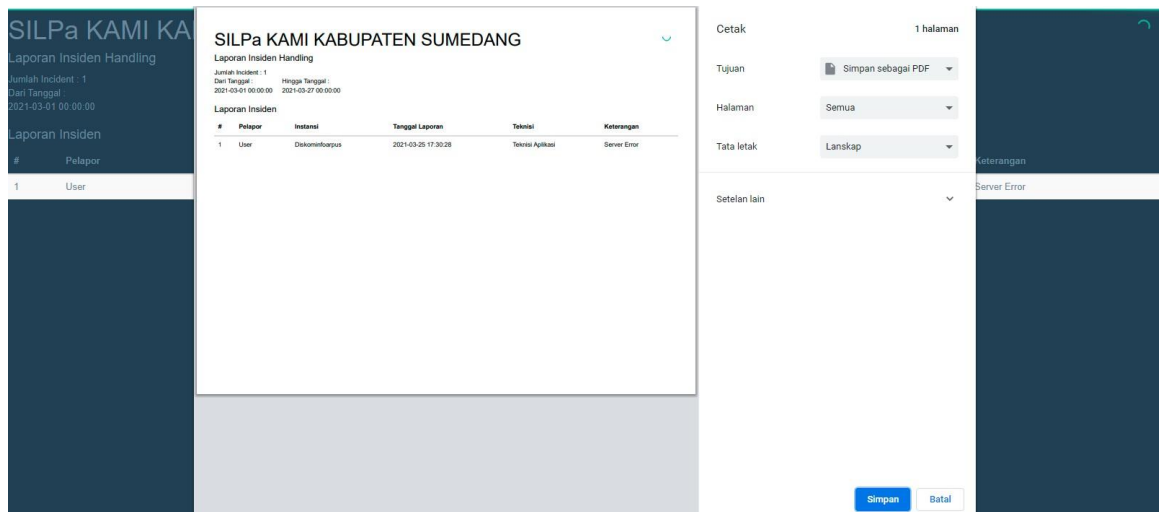 SILPa KAMI KA
Laporan Insiden Handling
Jumlah Incident : 1
Dari Tanggal :
2021-03-01 00:00:00
Laporan Insiden
# Pelapor
1 User
SILPa KAMI KABUPATEN SUMEDANG
Laporan Insiden Handling
Jumlah Incident : 1
Dari Tanggal : Hingga Tanggal :
2021-03-01 00:00:00 2021-03-27 00:00:00
Laporan Insiden
# Pelapor Instansi Tanggal Laporan Teknisi Keterangan
1 User Diskominfoarpus 2021-03-25 17:30:28 Teknisi Aplikasi Server Error
Cetak 1 halaman
Tujuan Simpan sebagai PDF
Halaman Semua
Tata letak Lanskap
Setelan lain
Simpan Batal
Keterangan
Server Error